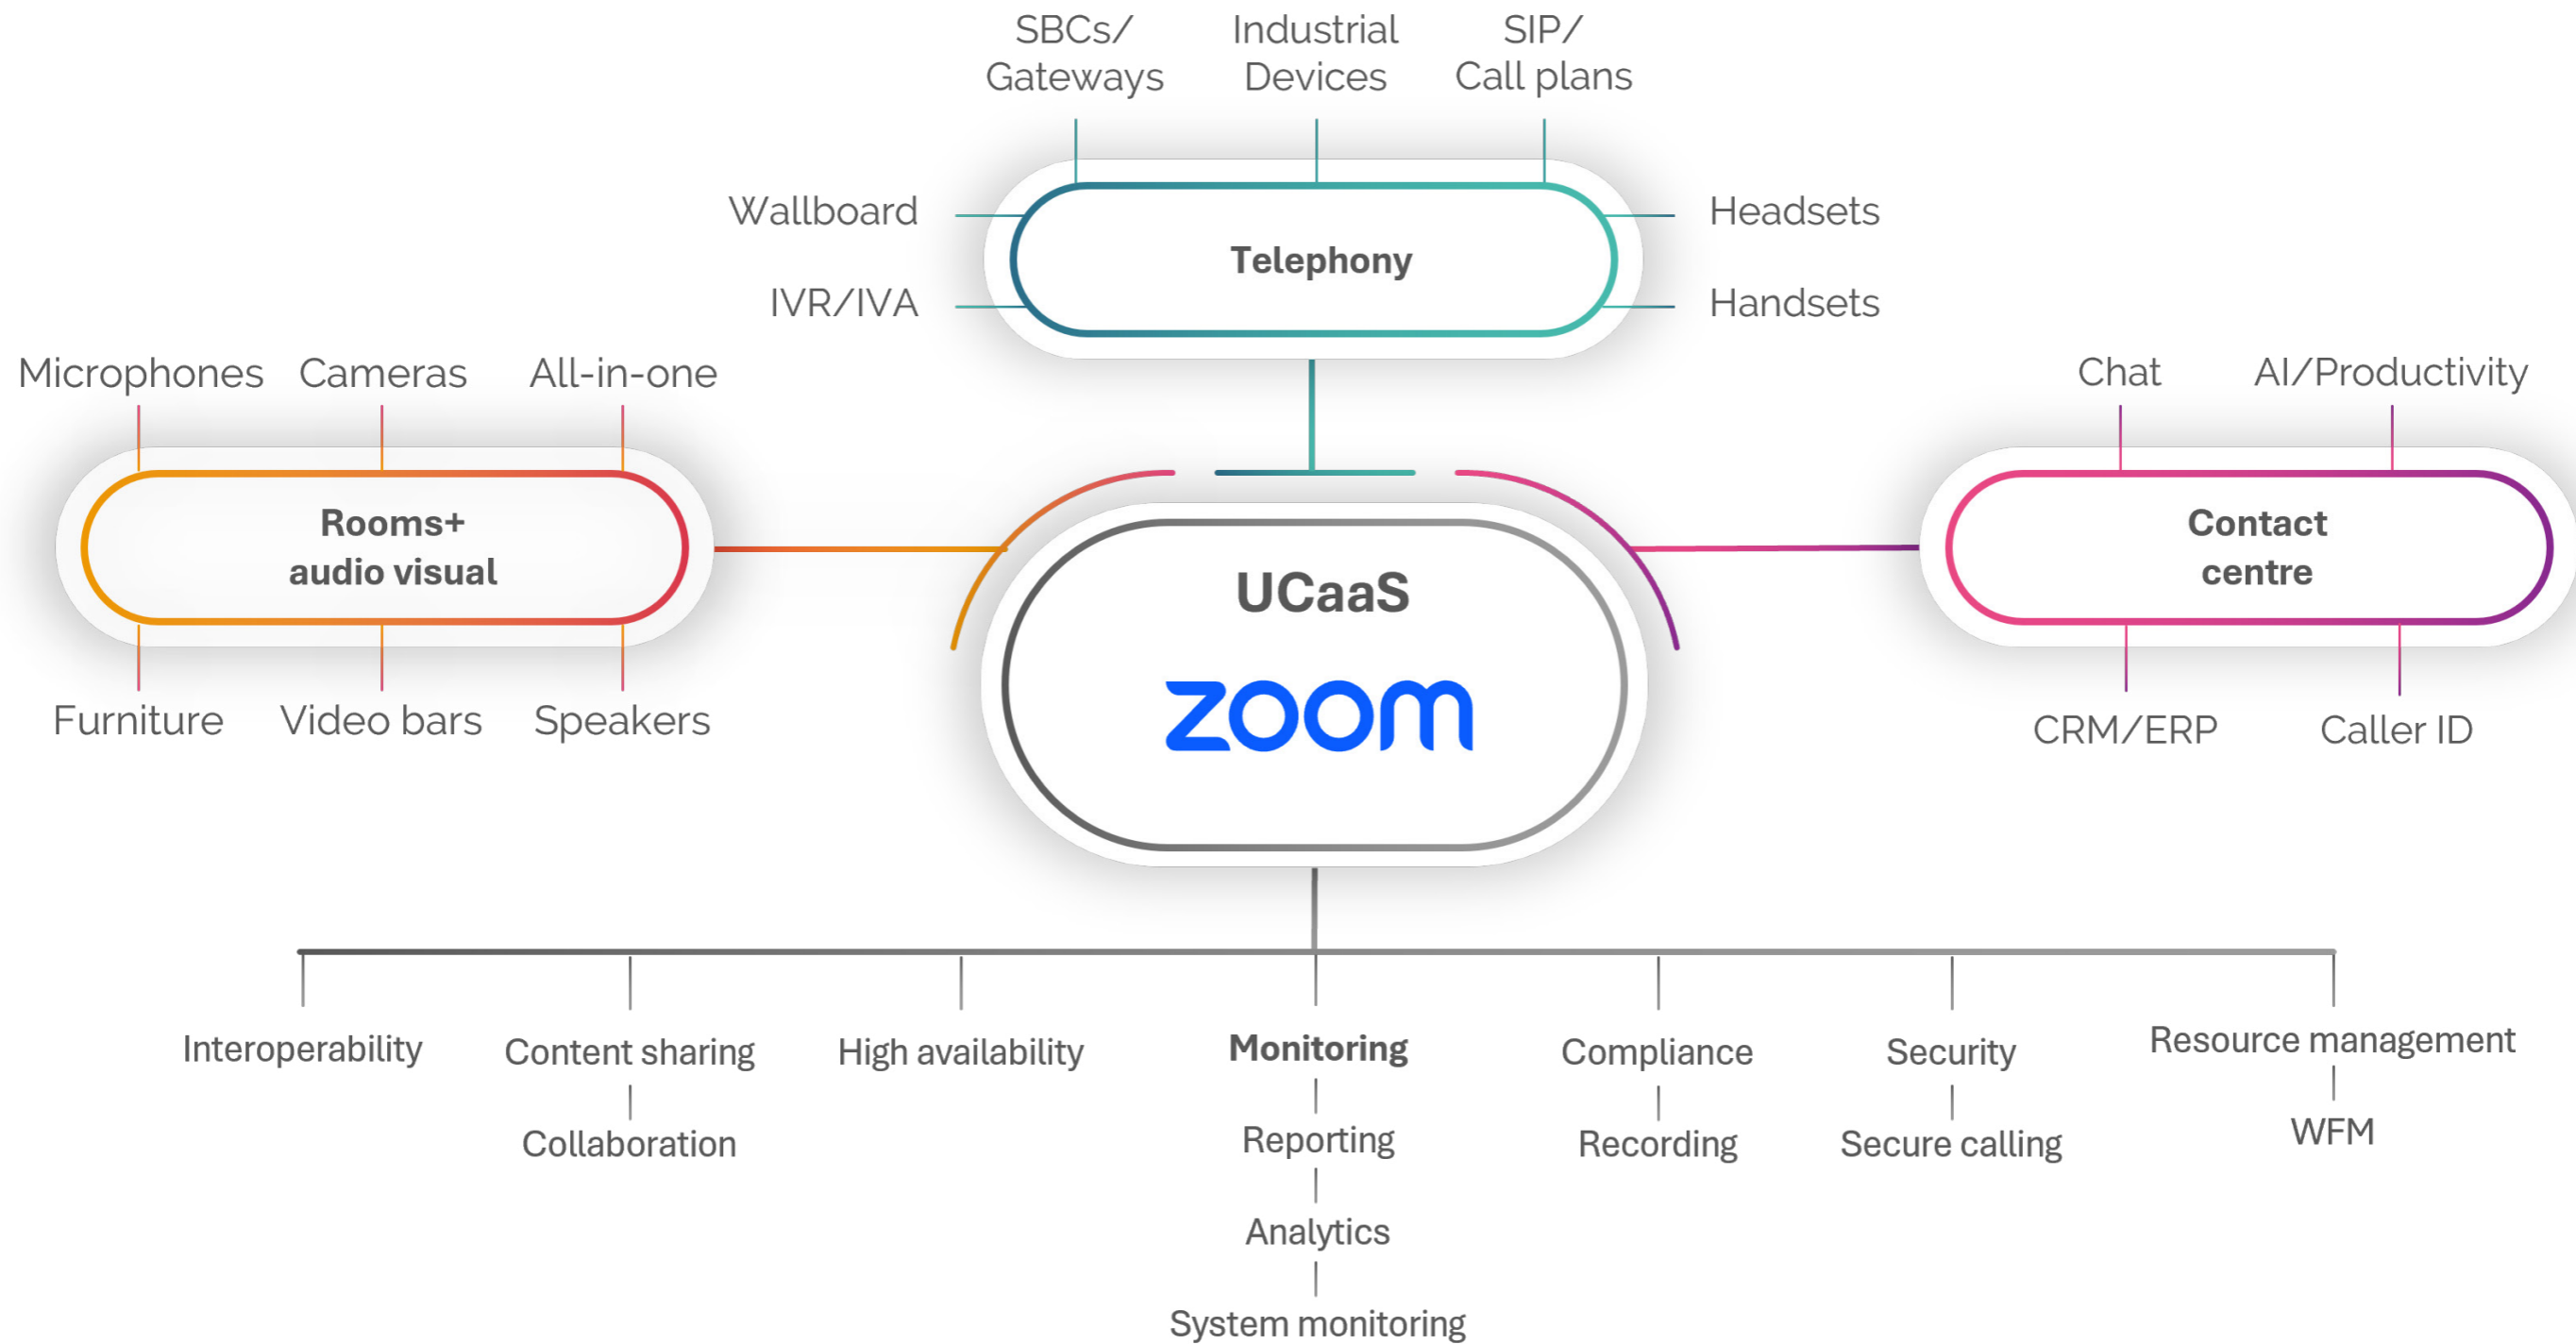 SBCs/
Gateways
Industrial
Devices
SIP/
Call plans
Wallboard
IVR/IVA
Telephony
Headsets
Handsets
Microphones
Cameras
All-in-one
Rooms+
audio visual
Furniture
Video bars
Speakers
UCaaS
zoom
Chat
AI/Productivity
Contact
centre
CRM/ERP
Caller ID
Interoperability
Content sharing
Collaboration
High availability
Monitoring
Reporting
Analytics
System monitoring
Compliance
Recording
Security
Secure calling
Resource management
WFM